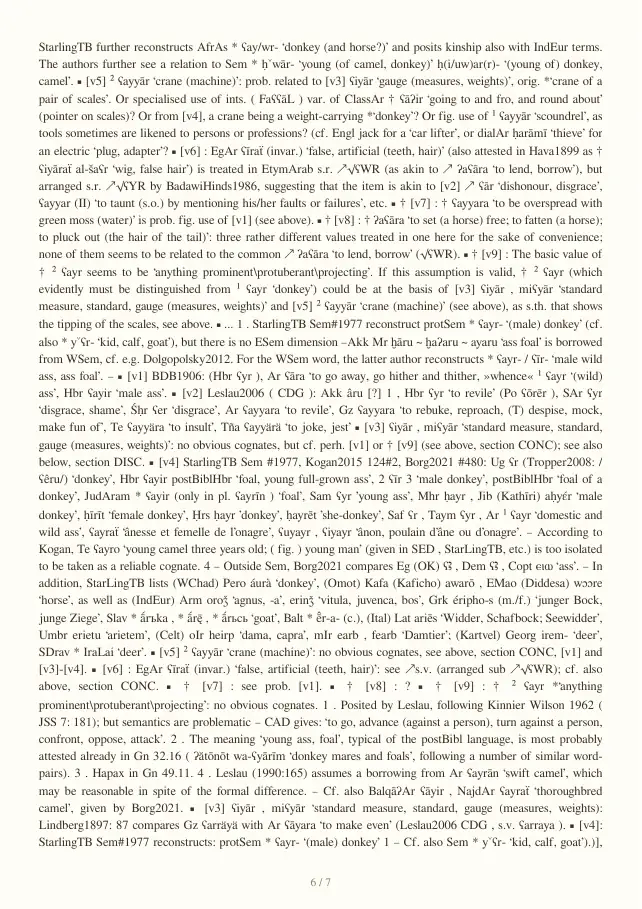 StarlingTB further reconstructs AfrAs * ʕay/wr- ‘donkey (and horse?)’ and posits kinship also with IndEur terms.
The authors further see a relation to Sem * ḥ˅wār- ‘young (of camel, donkey)’ ḥ(i/uw)ar(r)- ‘(young of) donkey,
camel’. ▪ [v5] ² ʕayyār ‘crane (machine)’: prob. related to [v3] ʕiyār ‘gauge (measures, weights)’, orig. *‘crane of a
pair of scales’. Or specialised use of ints. ( FaʕʕāL ) var. of ClassAr † ʕāʔir ‘going to and fro, and round about’
(pointer on scales)? Or from [v4], a crane being a weight-carrying *‘donkey’? Or fig. use of ¹ ʕayyār ‘scoundrel’, as
tools sometimes are likened to persons or professions? (cf. Engl jack for a ‘car lifter’, or dialAr ḥarāmī ‘thieve’ for
an electric ‘plug, adapter’? ▪ [v6] : EgAr ʕīraẗ (invar.) ‘false, artificial (teeth, hair)’ (also attested in Hava1899 as †
ʕiyāraẗ al-šaʕr ‘wig, false hair’) is treated in EtymArab s.r. ↗√ʕWR (as akin to ↗ ʔaʕāra ‘to lend, borrow’), but
arranged s.r. ↗√ʕYR by BadawiHinds1986, suggesting that the item is akin to [v2] ↗ ʕār ‘dishonour, disgrace’,
ʕayyar (II) ‘to taunt (s.o.) by mentioning his/her faults or failures’, etc. ▪ † [v7] : † ʕayyara ‘to be overspread with
green moss (water)’ is prob. fig. use of [v1] (see above). ▪ † [v8] : † ʔaʕāra ‘to set (a horse) free; to fatten (a horse);
to pluck out (the hair of the tail)’: three rather different values treated in one here for the sake of convenience;
none of them seems to be related to the common ↗ ʔaʕāra ‘to lend, borrow’ (√ʕWR). ▪ † [v9] : The basic value of
† ² ʕayr seems to be ‘anything prominent\protuberant\projecting’. If this assumption is valid, † ² ʕayr (which
evidently must be distinguished from ¹ ʕayr ‘donkey’) could be at the basis of [v3] ʕiyār , miʕyār ‘standard
measure, standard, gauge (measures, weights)’ and [v5] ² ʕayyār ‘crane (machine)’ (see above), as s.th. that shows
the tipping of the scales, see above. ▪ ... 1 . StarLingTB Sem#1977 reconstruct protSem * ʕayr- ‘(male) donkey’ (cf.
also * y˅ʕr- ‘kid, calf, goat’), but there is no ESem dimension –Akk Mr ḫāru ~ ḫaʔaru ~ ayaru ‘ass foal’ is borrowed
from WSem, cf. e.g. Dolgopolsky2012. For the WSem word, the latter author reconstructs * ʕayr- / ʕīr- ‘male wild
ass, ass foal’. – ▪ [v1] BDB1906: (Hbr ʕyr ), Ar ʕāra ‘to go away, go hither and thither, »whence« ¹ ʕayr ‘(wild)
ass’, Hbr ʕayir ‘male ass’. ▪ [v2] Leslau2006 ( CDG ): Akk âru [?] 1 , Hbr ʕyr ‘to revile’ (Po ʕōrēr ), SAr ʕyr
‘disgrace, shame’, Śḥr ʕer ‘disgrace’, Ar ʕayyara ‘to revile’, Gz ʕayyara ‘to rebuke, reproach, (T) despise, mock,
make fun of’, Te ʕayyära ‘to insult’, Tña ʕayyärä ‘to joke, jest’ ▪ [v3] ʕiyār , miʕyār ‘standard measure, standard,
gauge (measures, weights)’: no obvious cognates, but cf. perh. [v1] or † [v9] (see above, section CONC); see also
below, section DISC. ▪ [v4] StarLingTB Sem #1977, Kogan2015 124#2, Borg2021 #480: Ug ʕr (Tropper2008: /
ʕêru/) ‘donkey’, Hbr ʕayir postBiblHbr ‘foal, young full-grown ass’, 2 ʕīr 3 ‘male donkey’, postBiblHbr ‘foal of a
donkey’, JudAram * ʕayir (only in pl. ʕayrīn ) ‘foal’, Sam ʕyr ’young ass’, Mhr ḥayr , Jib (Kathīri) aḥyér ‘male
donkey’, ḥīrīt ‘female donkey’, Ḥrs ḥayr 'donkey', ḥayrēt 'she-donkey', Saf ʕr , Taym ʕyr , Ar ¹ ʕayr ‘domestic and
wild ass’, ʕayraẗ ‘ânesse et femelle de l’onagre’, ʕuyayr , ʕiyayr ‘ânon, poulain d’âne ou d’onagre’. – According to
Kogan, Te ʕayro ‘young camel three years old; ( fig. ) young man’ (given in SED , StarLingTB, etc.) is too isolated
to be taken as a reliable cognate. 4 – Outside Sem, Borg2021 compares Eg (OK) ꜥꜣ , Dem ꜥꜣ , Copt ⲉⲓⲱ ‘ass’. – In
addition, StarLingTB lists (WChad) Pero áurà ‘donkey’, (Omot) Kafa (Kaficho) awarō , EMao (Diddesa) wɔɔre
‘horse’, as well as (IndEur) Arm oroǯ ‘agnus, -a’, erinǯ ‘vitula, juvenca, bos’, Grk éripho-s (m./f.) ‘junger Bock,
junge Ziege’, Slav * ārьka , * ārę , * ārьсь ‘goat’, Balt * ē̂r-a- (c.), (Ital) Lat ariēs ‘Widder, Schafbock; Seewidder’,
Umbr erietu ‘arietem’, (Celt) oIr heirp ‘dama, capra’, mIr earb , fearb ‘Damtier’; (Kartvel) Georg irem- ‘deer’,
SDrav * IraLai ‘deer’. ▪ [v5] ² ʕayyār ‘crane (machine)’: no obvious cognates, see above, section CONC, [v1] and
[v3]-[v4]. ▪ [v6] : EgAr ʕīraẗ (invar.) ‘false, artificial (teeth, hair)’: see ↗s.v. (arranged sub ↗√ʕWR); cf. also
above, section CONC. ▪ † [v7] : see prob. [v1]. ▪ † [v8] : ? ▪ † [v9] : † ² ʕayr *‘anything
prominent\protuberant\projecting’: no obvious cognates. 1 . Posited by Leslau, following Kinnier Wilson 1962 (
JSS 7: 181); but semantics are problematic – CAD gives: ‘to go, advance (against a person), turn against a person,
confront, oppose, attack’. 2 . The meaning ‘young ass, foal’, typical of the postBibl language, is most probably
attested already in Gn 32.16 ( ʔătōnōt wa-ʕyārīm ‘donkey mares and foals’, following a number of similar word-
pairs). 3 . Hapax in Gn 49.11. 4 . Leslau (1990:165) assumes a borrowing from Ar ʕayrān ‘swift camel’, which
may be reasonable in spite of the formal difference. – Cf. also BalqāʔAr ʕāyir , NajdAr ʕayraẗ ‘thoroughbred
camel’, given by Borg2021. ▪ [v3] ʕiyār , miʕyār ‘standard measure, standard, gauge (measures, weights):
Lindberg1897: 87 compares Gz ʕarräyä with Ar ʕāyara ‘to make even’ (Leslau2006 CDG , s.v. ʕarraya ). ▪ [v4]:
StarLingTB Sem#1977 reconstructs: protSem * ʕayr- ‘(male) donkey’ 1 – Cf. also Sem * y˅ʕr- ‘kid, calf, goat’).)],
6 / 7